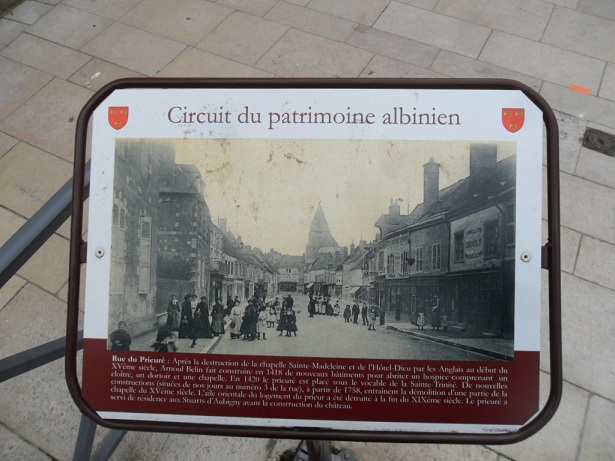 Circuit du patrimoine albinien
Rue du Prieuré : Après la destruction de la chapelle Sainte-Madeleine et de l'Hôtel-Dieu par les Anglais au début du
XVème siècle, Arnoul Belin fait construire en 1418 de nouveaux bâtiments pour abriter un hospice comprenant un
cloître, un dortoir et une chapelle. En 1420 le prieuré est placé sous le vocable de la Sainte-Trinité. De nouvelles
constructions (situées de nos jours au numéro 3 de la rue), à partir de 1758, entrainent la démolition d'une partie de la
chapelle du XVème siècle. L'aile orientale du logement du prieur a été détruite à la fin du XIXème siècle. Le prieuré a
servi de résidence aux Stuarts d'Aubigny avant la construction du château.